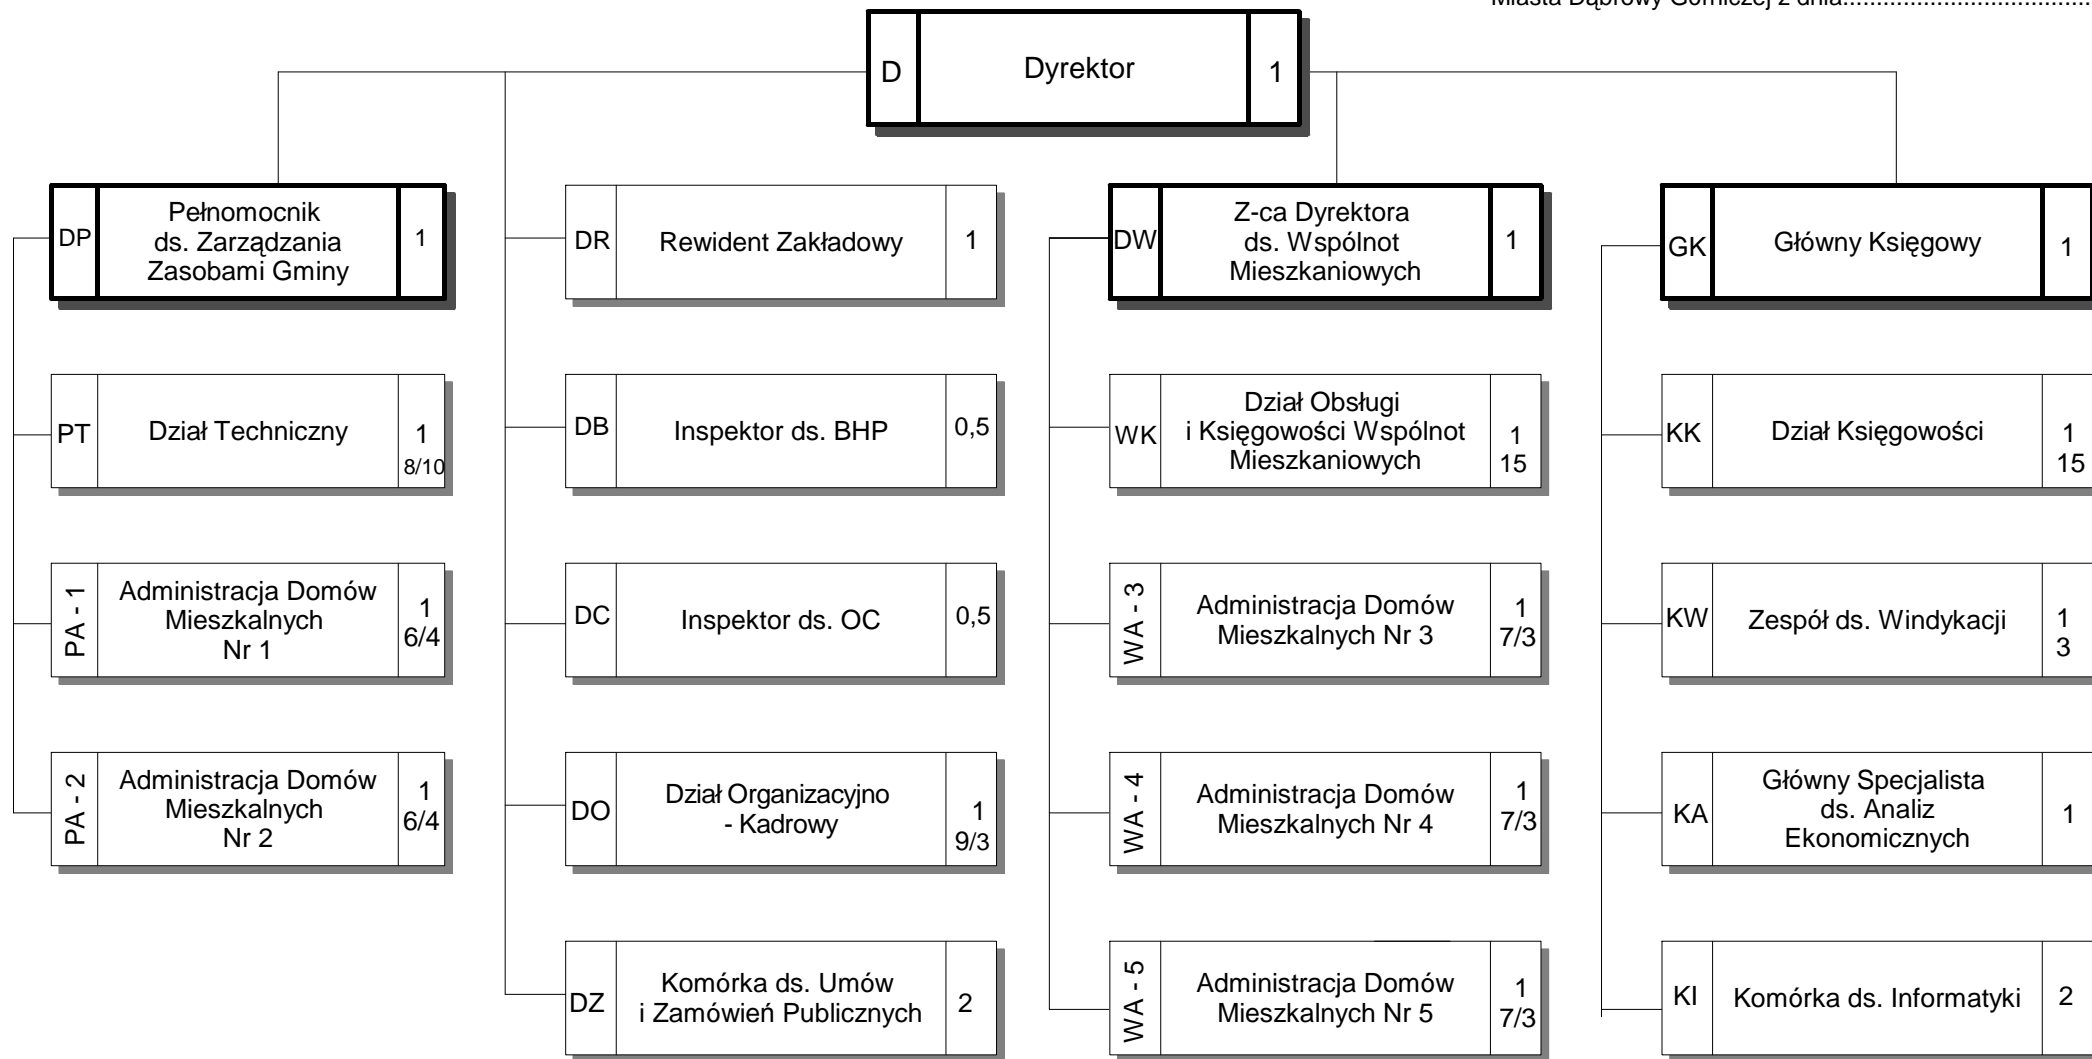 Miasta Dąbrowy Górniczej z dnia.........................................
D
Dyrektor
1
DP
Pełnomocnik
ds. Zarządzania
Zasobami Gminy
1
DR
Rewident Zakładowy
1
DW
Z-ca Dyrektora
ds. Wspólnot
Mieszkaniowych
1
GK
Główny Księgowy
1
PT
Dział Techniczny
1
8/10
DB
Inspektor ds. BHP
0,5
WK
Dział Obsługi
i Księgowości Wspólnot
Mieszkaniowych
1
15
KK
Dział Księgowości
1
15
PA - 1
Administracja Domów
Mieszkalnych
Nr 1
1
6/4
DC
Inspektor ds. OC
0,5
WA - 3
Administracja Domów
Mieszkalnych Nr 3
1
7/3
KW
Zespół ds. Windykacji
1
3
PA - 2
Administracja Domów
Mieszkalnych
Nr 2
1
6/4
DO
Dział Organizacyjno
- Kadrowy
1
9/3
WA - 4
Administracja Domów
Mieszkalnych Nr 4
1
7/3
KA
Główny Specjalista
ds. Analiz
Ekonomicznych
1
DZ
Komórka ds. Umów
i Zamówień Publicznych
2
WA - 5
Administracja Domów
Mieszkalnych Nr 5
1
7/3
KI
Komórka ds. Informatyki
2